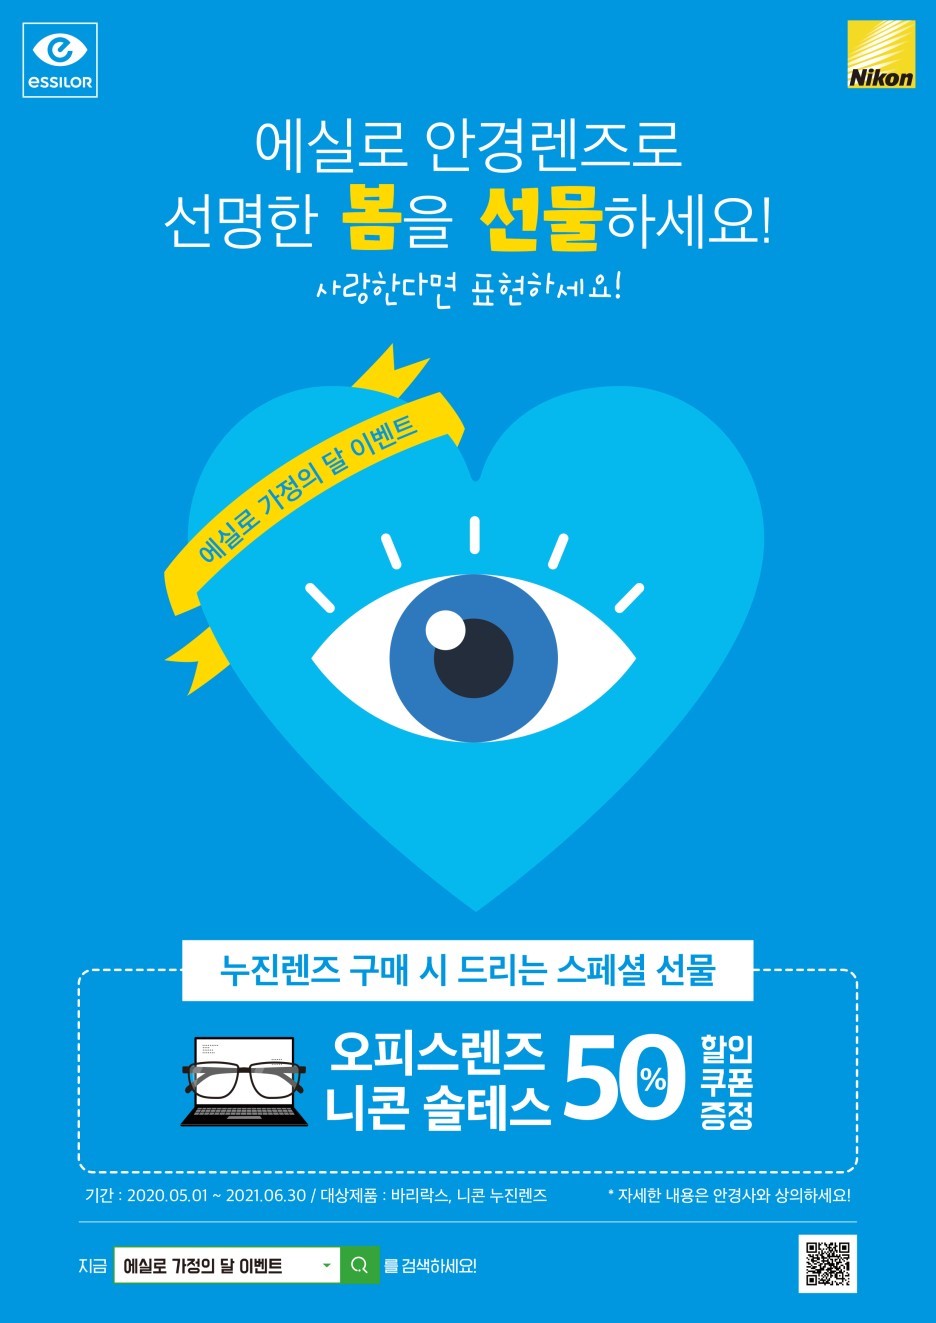 essilor
Nikon
에실로 안경렌즈로
선명한 봄을 선물하세요!
사랑한다면 표현하세요!
에실로 가정의 달 이벤트
누진렌즈 구매 시 드리는 스페셜 선물
오피스렌즈
니콘 솔테스
50%
할인
쿠폰
증정
기간 : 2020.05.01 ~ 2021.06.30 / 대상제품 : 바리락스, 니콘 누진렌즈
* 자세한 내용은 안경사와 상의하세요!
지금 에실로 가정의 달 이벤트 를 검색하세요!